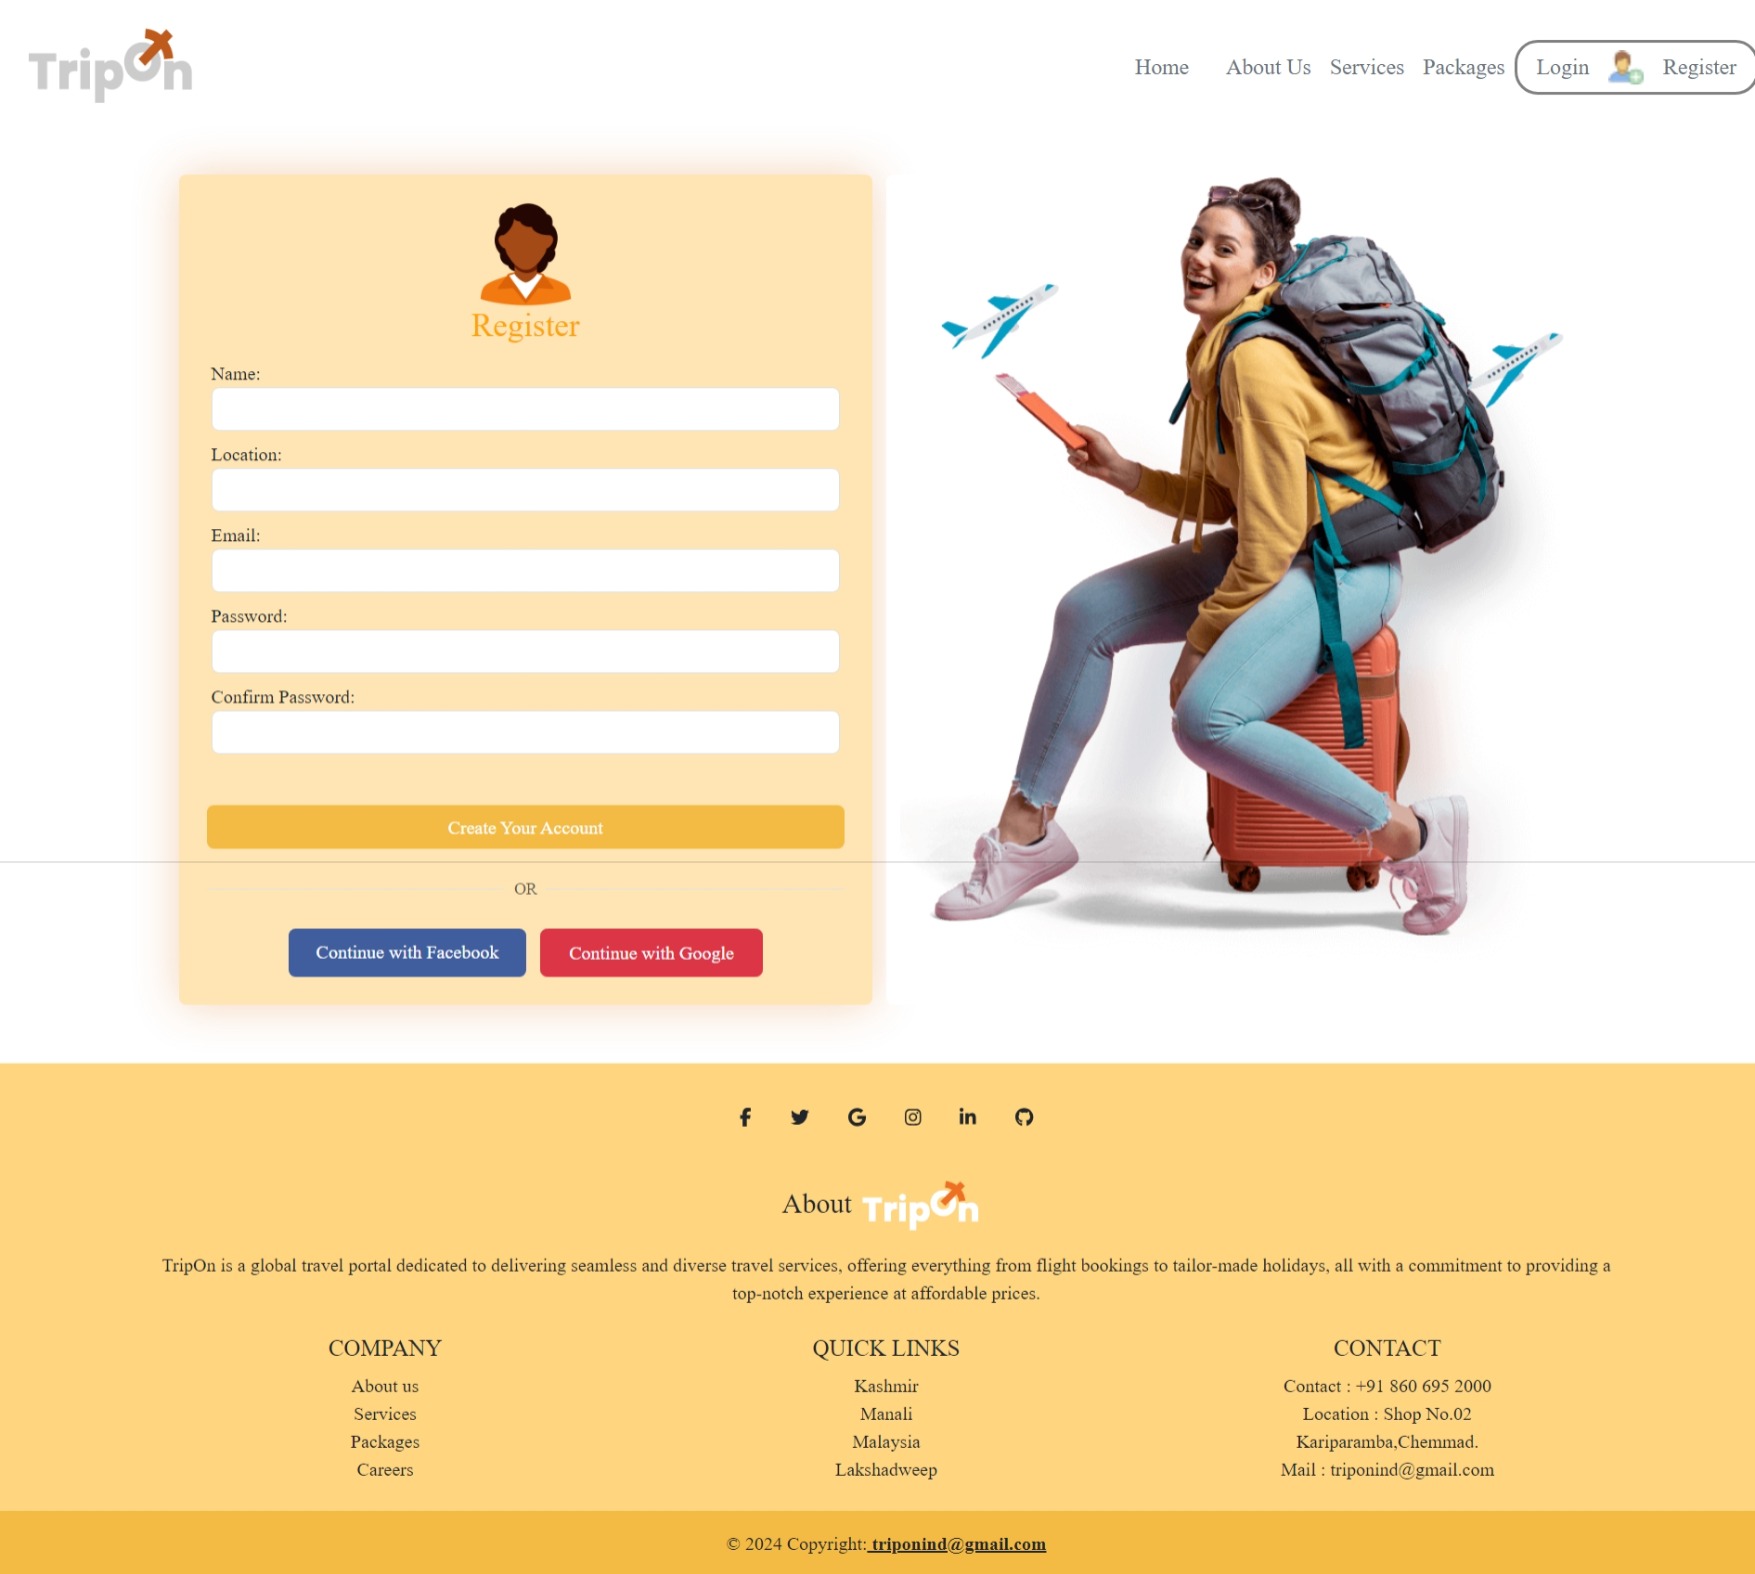 TripOn
Home About Us Services Packages Login Register
Register
Name:
Location:
Email:
Password:
Confirm Password:
Create Your Account
OR
Continue with Facebook Continue with Google
About TripOn
TripOn is a global travel portal dedicated to delivering seamless and diverse travel services, offering everything from flight bookings to tailor-made holidays, all with a commitment to providing a
top-notch experience at affordable prices.
COMPANY
About us
Services
Packages
Careers
QUICK LINKS
Kashmir
Manali
Malaysia
Lakshadweep
CONTACT
Contact : +91 860 695 2000
Location : Shop No.02
Kariparamba,Chemmad.
Mail : triponind@gmail.com
© 2024 Copyright: triponind@gmail.com